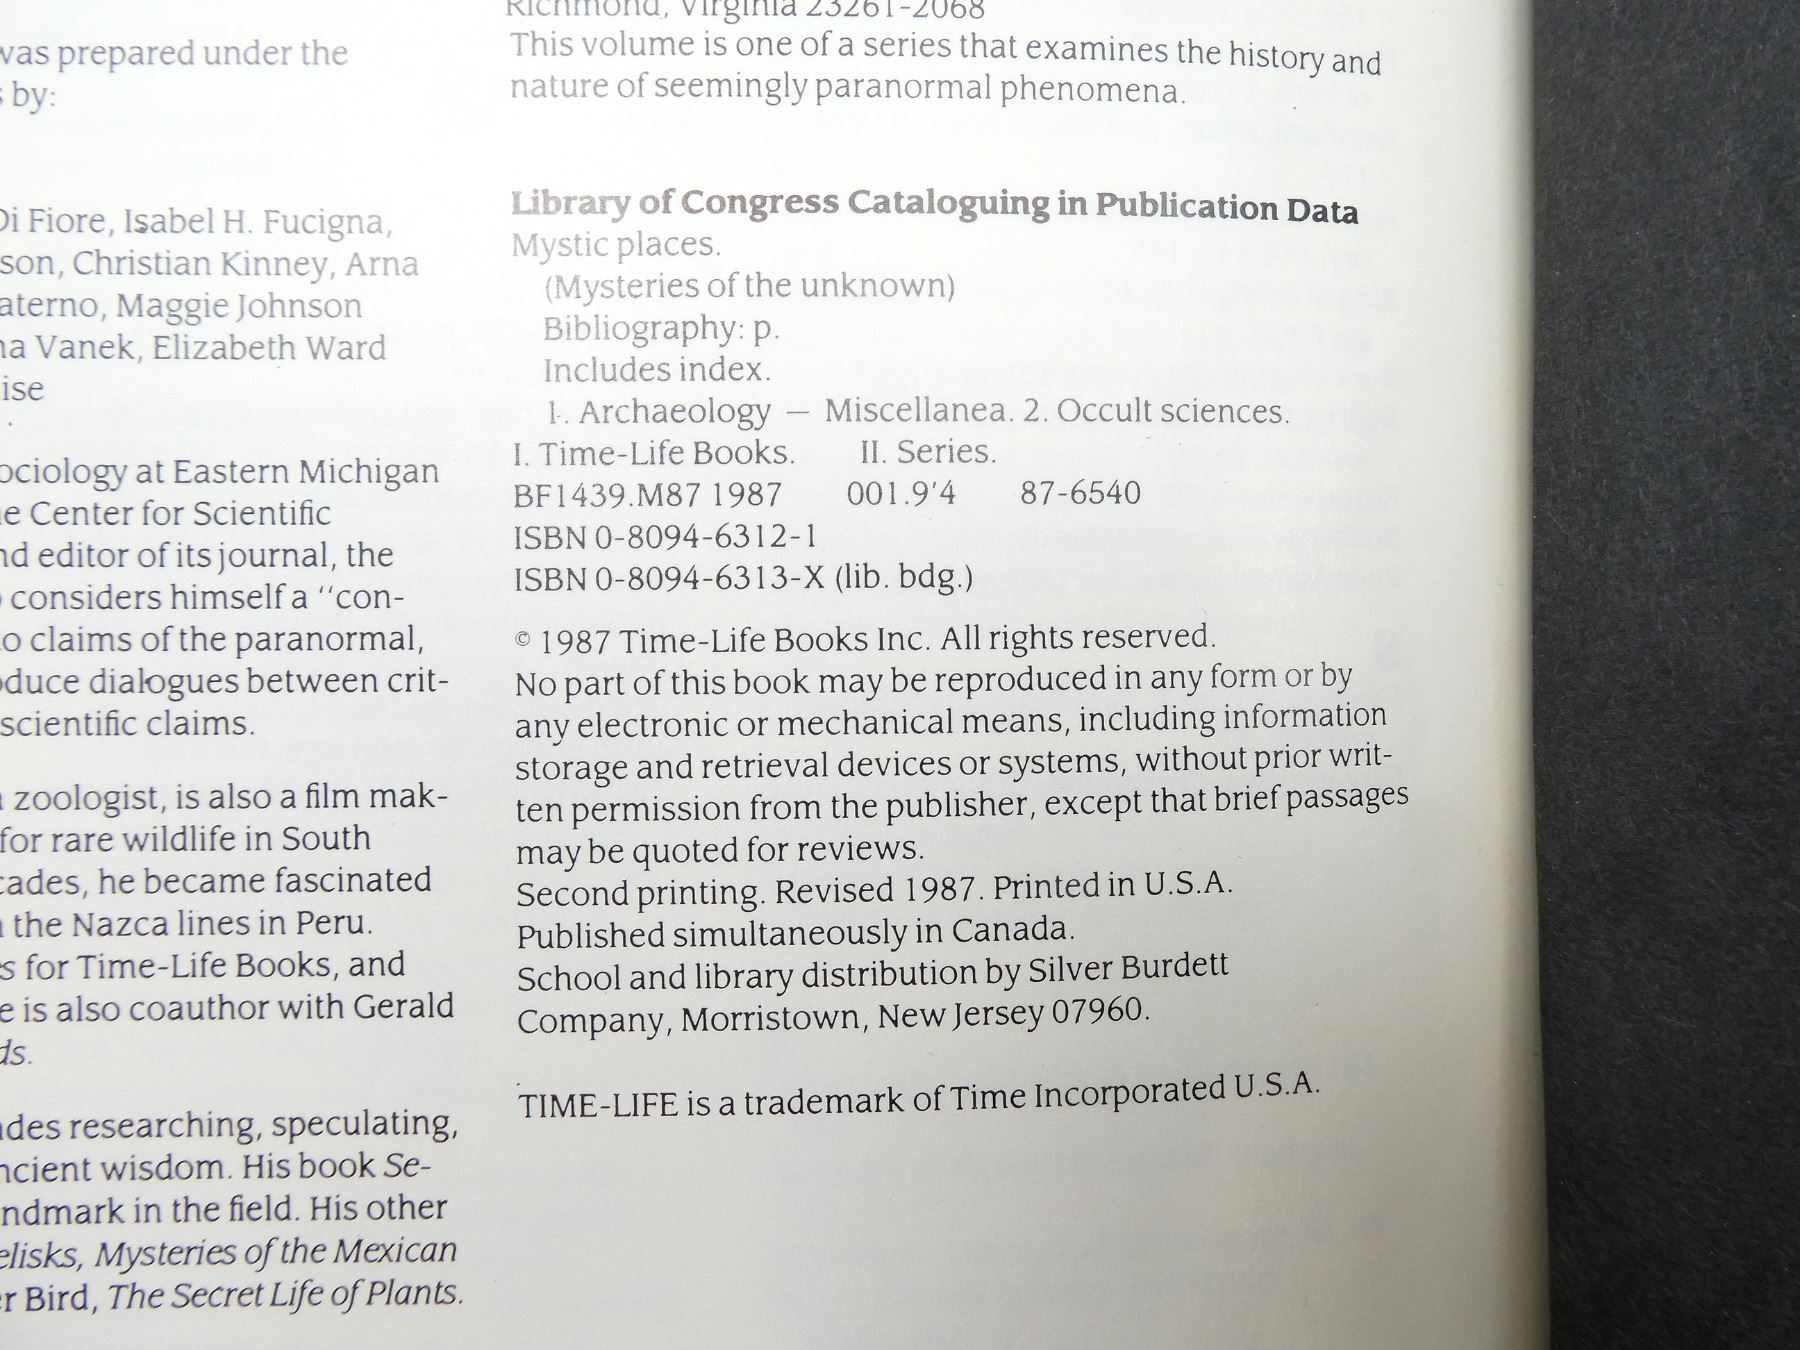 was prepared under the
by:
Di Fiore, Isabel H. Fucigna,
son, Christian Kinney, Arna
aterno, Maggie Johnson
na Vanek, Elizabeth Ward
ise
ociology at Eastern Michigan
e Center for Scientific
nd editor of its journal, the
considers himself a “con-
to claims of the paranormal,
oduce dialogues between crit-
scientific claims.
zoologist, is also a film mak-
for rare wildlife in South
cades, he became fascinated
the Nazca lines in Peru.
s for Time-Life Books, and
e is also coauthor with Gerald
ds.
ades researching, speculating,
ncient wisdom. His book Se-
ndmark in the field. His other
elisks, Mysteries of the Mexican
r Bird, The Secret Life of Plants.
Richmond, Virginia 23261-2068
This volume is one of a series that examines the history and
nature of seemingly paranormal phenomena.
Library of Congress Cataloguing in Publication Data
Mystic places.
(Mysteries of the unknown)
Bibliography: p.
Includes index.
1. Archaeology — Miscellanea. 2. Occult sciences.
I. Time-Life Books. II. Series.
BF1439.M87 1987 001.9'4 87-6540
ISBN 0-8094-6312-1
ISBN 0-8094-6313-X (lib. bdg.)
© 1987 Time-Life Books Inc. All rights reserved.
No part of this book may be reproduced in any form or by
any electronic or mechanical means, including information
storage and retrieval devices or systems, without prior writ-
ten permission from the publisher, except that brief passages
may be quoted for reviews.
Second printing. Revised 1987. Printed in U.S.A.
Published simultaneously in Canada.
School and library distribution by Silver Burdett
Company, Morristown, New Jersey 07960.
TIME-LIFE is a trademark of Time Incorporated U.S.A.